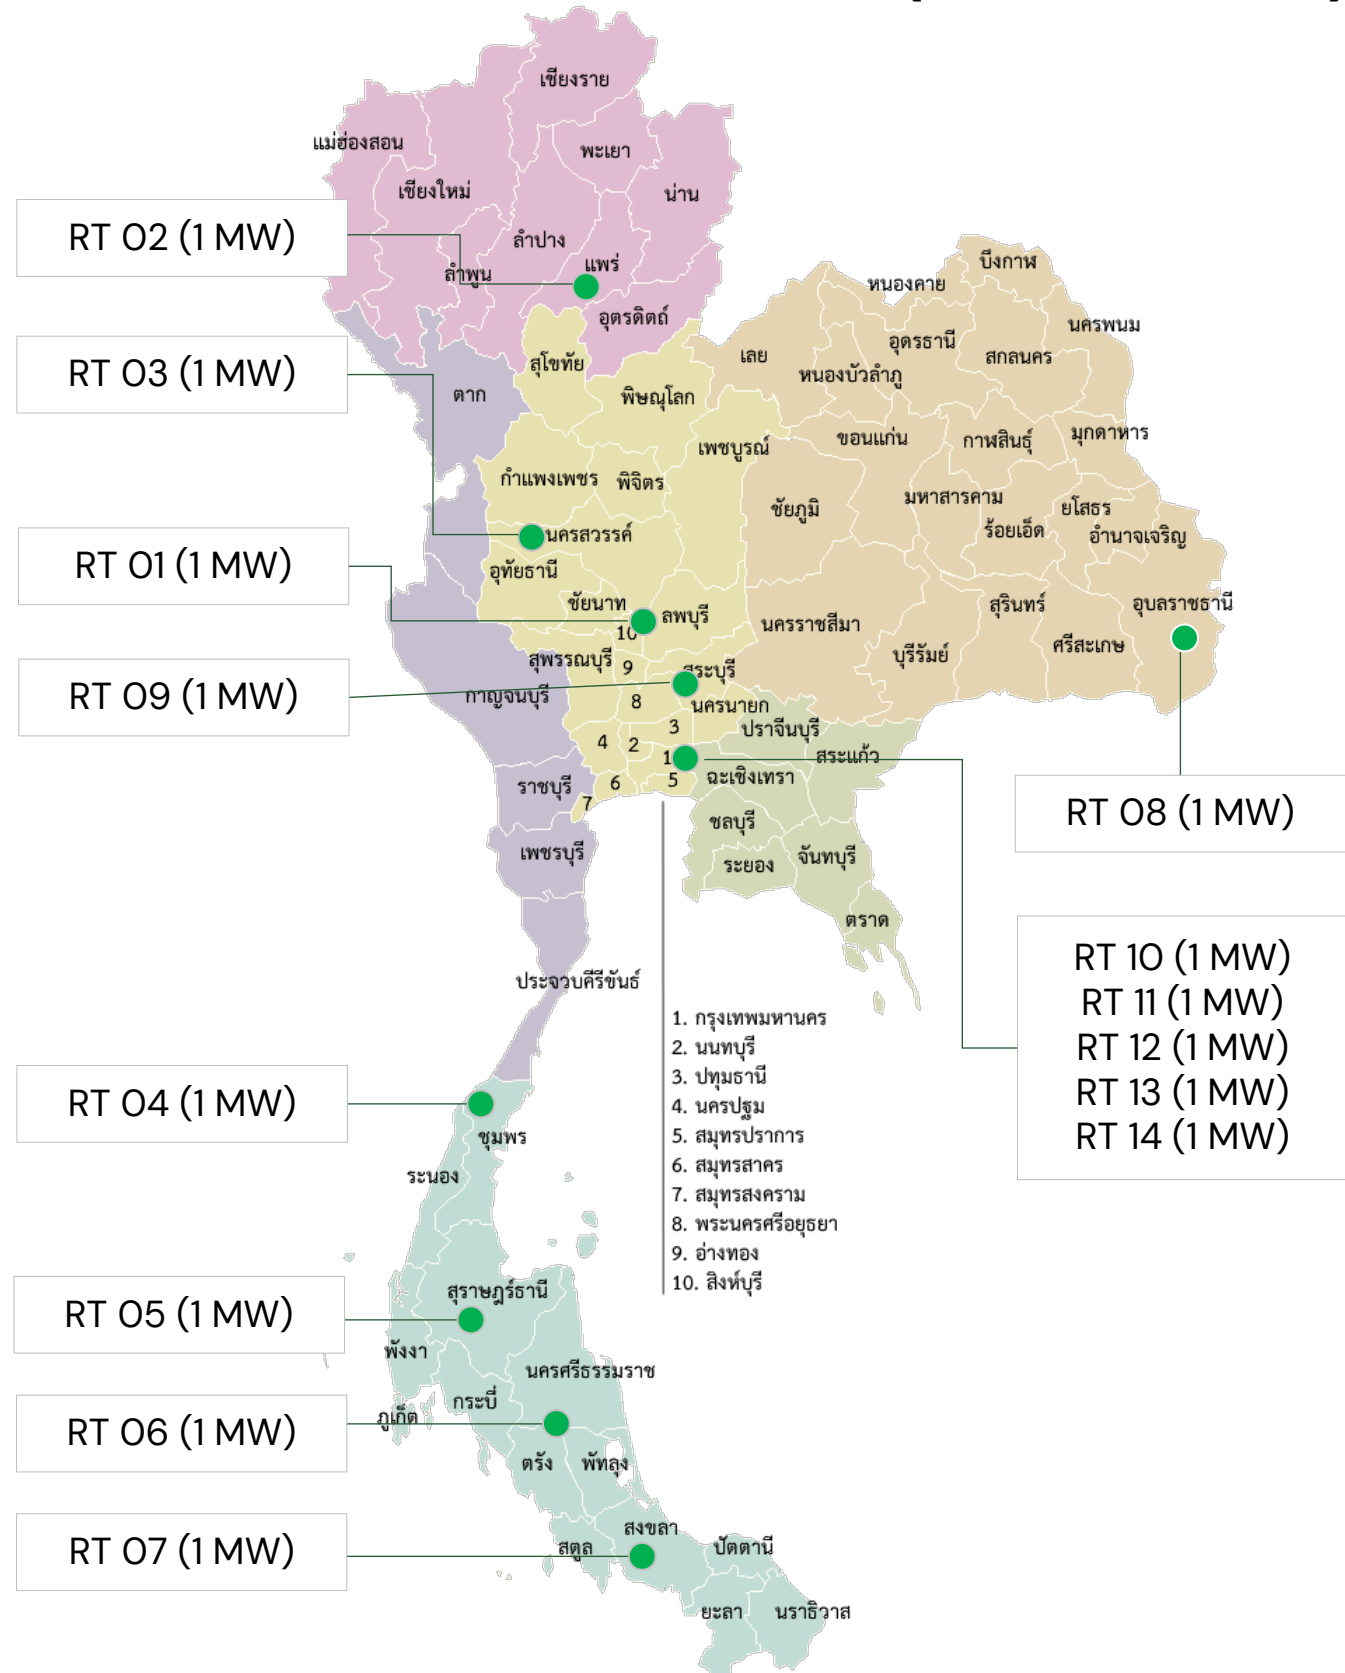 เชียงราย
แม่ฮ่องสอน
พะเยา
เชียงใหม่
น่าน
RT 02 (1 MW)
ลำปาง
แพร่
ลำพูน
บึงกาฬ
หนองคาย
อุตรดิตถ์
นครพนม
อุดรธานี
เลย
สกลนคร
สุโขทัย
RT 03 (1 MW)
หนองบัวลำภู
ตาก
พิษณุโลก
มุกดาหาร
ขอนแก่น
กาฬสินธุ์
เพชบูรณ์
กำแพงเพชร
พิจิตร
มหาสารคาม
ยโสธร
ชัยภูมิ
ร้อยเอ็ด
นครสวรรค์
อำนาจเจริญ
RT 01 (1 MW)
อุทัยธานี
ชัยนาท
สุรินทร์
อุบลราชธานี
ลพบุรี
นครราชสีมา
10
ศรีสะเกษ
บุรีรัมย์
สุพรรณบุรี
9
สระบุรี
RT 09 (1 MW)
กาญจนบุรี
8
นครนายก
3
ปราจีนบุรี
4
2
สระแก้ว
1
ฉะเชิงเทรา
5
6
ราชบุรี
7
RT 08 (1 MW)
ชลบุรี
เพชรบุรี
ระยอง
จันทบุรี
ตราด
ประจวบคีรีขันธ์
RT 10 (1 MW)
RT 11 (1 MW)
RT 12 (1 MW)
RT 13 (1 MW)
RT 14 (1 MW)
1. กรุงเทพมหานคร
2. นนทบุรี
3. ปทุมธานี
4. นครปฐม
5. สมุทรปราการ
6. สมุทรสาคร
7. สมุทรสงคราม
8. พระนครศรีอยุธยา
9. อ่างทอง
10. สิงห์บุรี
RT 04 (1 MW)
ชุมพร
ระนอง
RT 05 (1 MW)
สุราษฎร์ธานี
พังงา
นครศรีธรรมราช
กระบี่
ภูเก็ต
RT 06 (1 MW)
ตรัง
พัทลุง
RT 07 (1 MW)
สงขลา
สตูล
ปัตตานี
ยะลา
นราธิวาส